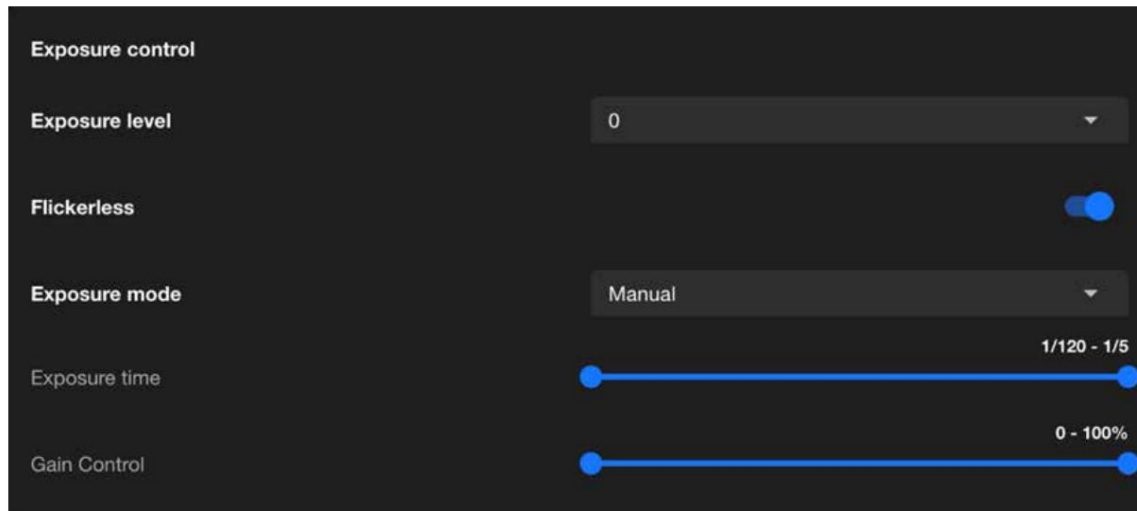 Exposure control
Exposure level
0
Flickerless
Exposure mode
Manual
1/120 - 1/5
Exposure time
0 - 100%
Gain Control